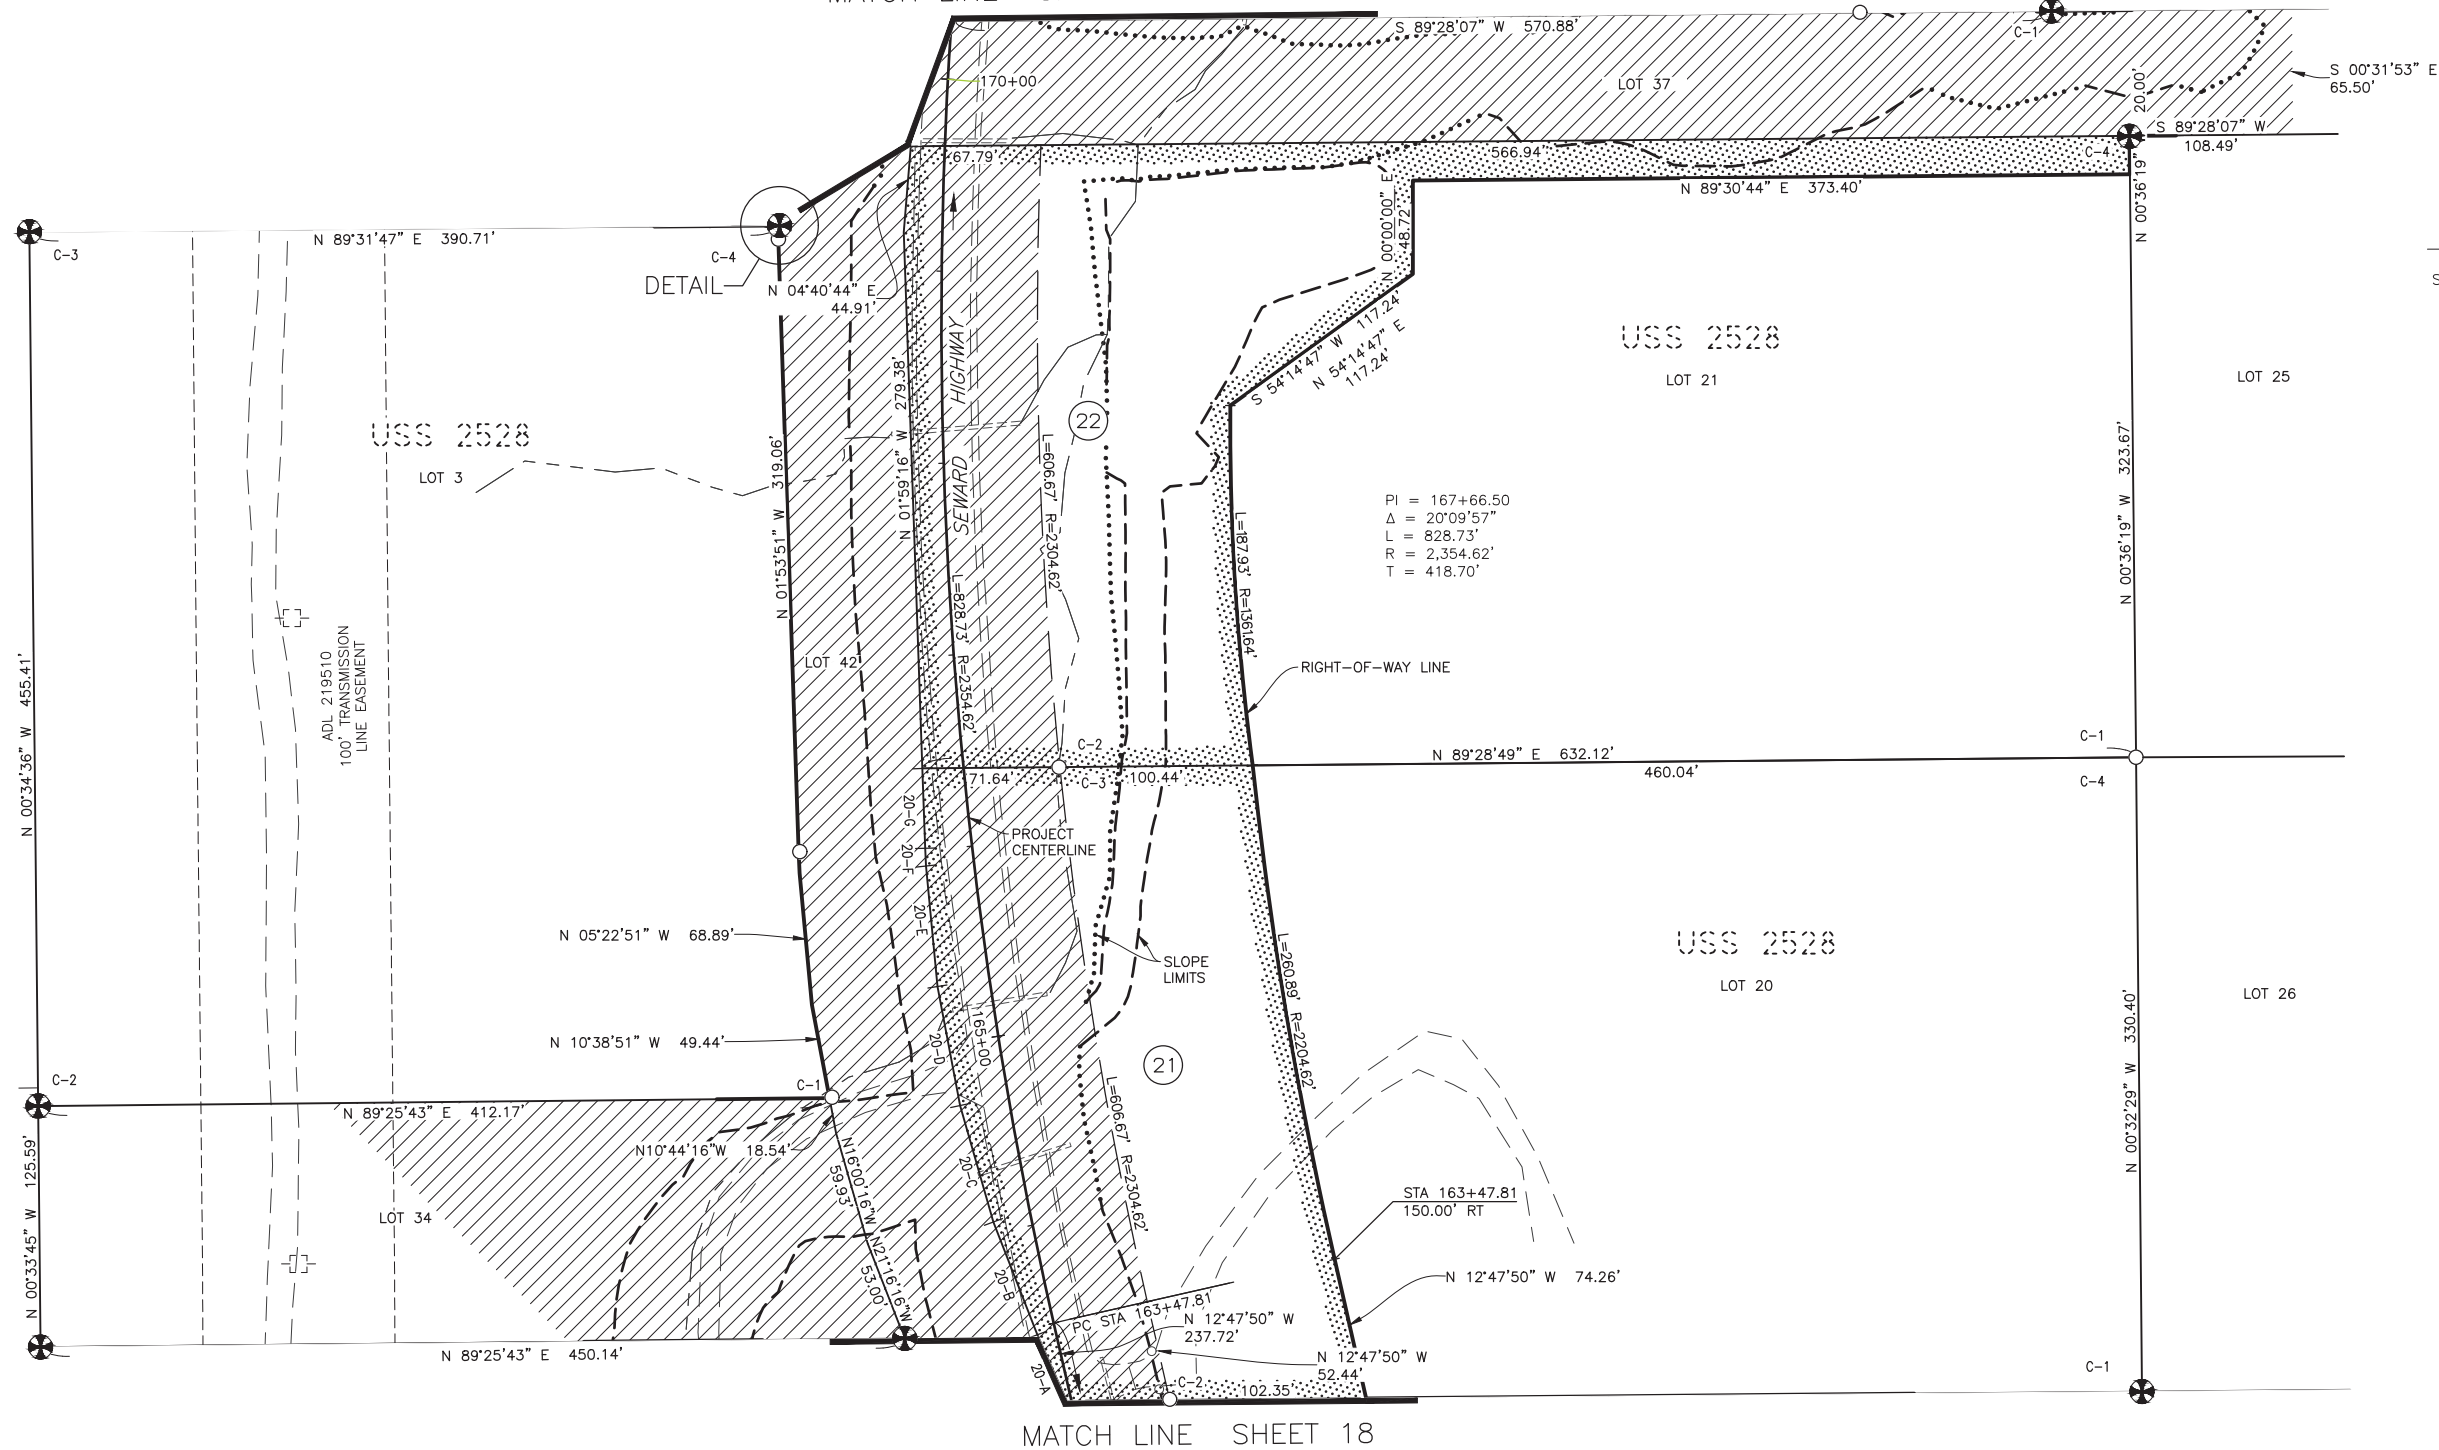 S 89°28'07" W 570.88'
C-1
170+00
LOT 37
S 00°31'53" E
65.50'
20.00'
67.79'
566.94'
C-4
S 89°28'07" W
108.49'
N 89°30'44" E 373.40'
N 00°36'19" W
N 89°31'47" E 390.71'
C-3
C-4
DETAIL
N 04°40'44" E
44.91'
N 00°00'00" E
48.72'
S 54°14'47" W 117.24'
N 54°14'47" E
117.24'
USS 2528
LOT 21
LOT 25
279.38'
N 01°59'16" W
SEWARD HIGHWAY
22
USS 2528
LOT 3
319.06'
N 01°53'51" W
L=606.67' R=2304.62'
L=187.93' R=1361.64'
PI = 167+66.50
Δ = 20°09'57"
L = 828.73'
R = 2,354.62'
T = 418.70'
N 00°36'19" W 323.67'
L=828.73' R=2354.62'
LOT 42
RIGHT-OF-WAY LINE
ADL 219510
100' TRANSMISSION
LINE EASEMENT
N 00°34'36" W 455.41'
C-2
71.64'
C-3
100.44'
N 89°28'49" E 632.12'
460.04'
C-1
C-4
20-G
20-F
20-E
PROJECT
CENTERLINE
N 05°22'51" W 68.89'
SLOPE
LIMITS
USS 2528
LOT 20
LOT 26
N 10°38'51" W 49.44'
20-D
165+00
21
C-2
C-1
N 89°25'43" E 412.17'
N10°44'16"W 18.54'
N16°00'16"W
59.93'
20-C
L=606.67' R=2304.62'
L=260.89' R=2204.62'
N 00°32'29" W 330.40'
N 00°33'45" W 125.59'
LOT 34
STA 163+47.81
150.00' RT
N21°16'16"W
53.00'
20-B
N 12°47'50" W 74.26'
PC STA 163+47.81
N 12°47'50" W
237.72'
N 89°25'43" E 450.14'
20-A
N 12°47'50" W
52.44'
C-2
102.35'
C-1
MATCH LINE SHEET 18